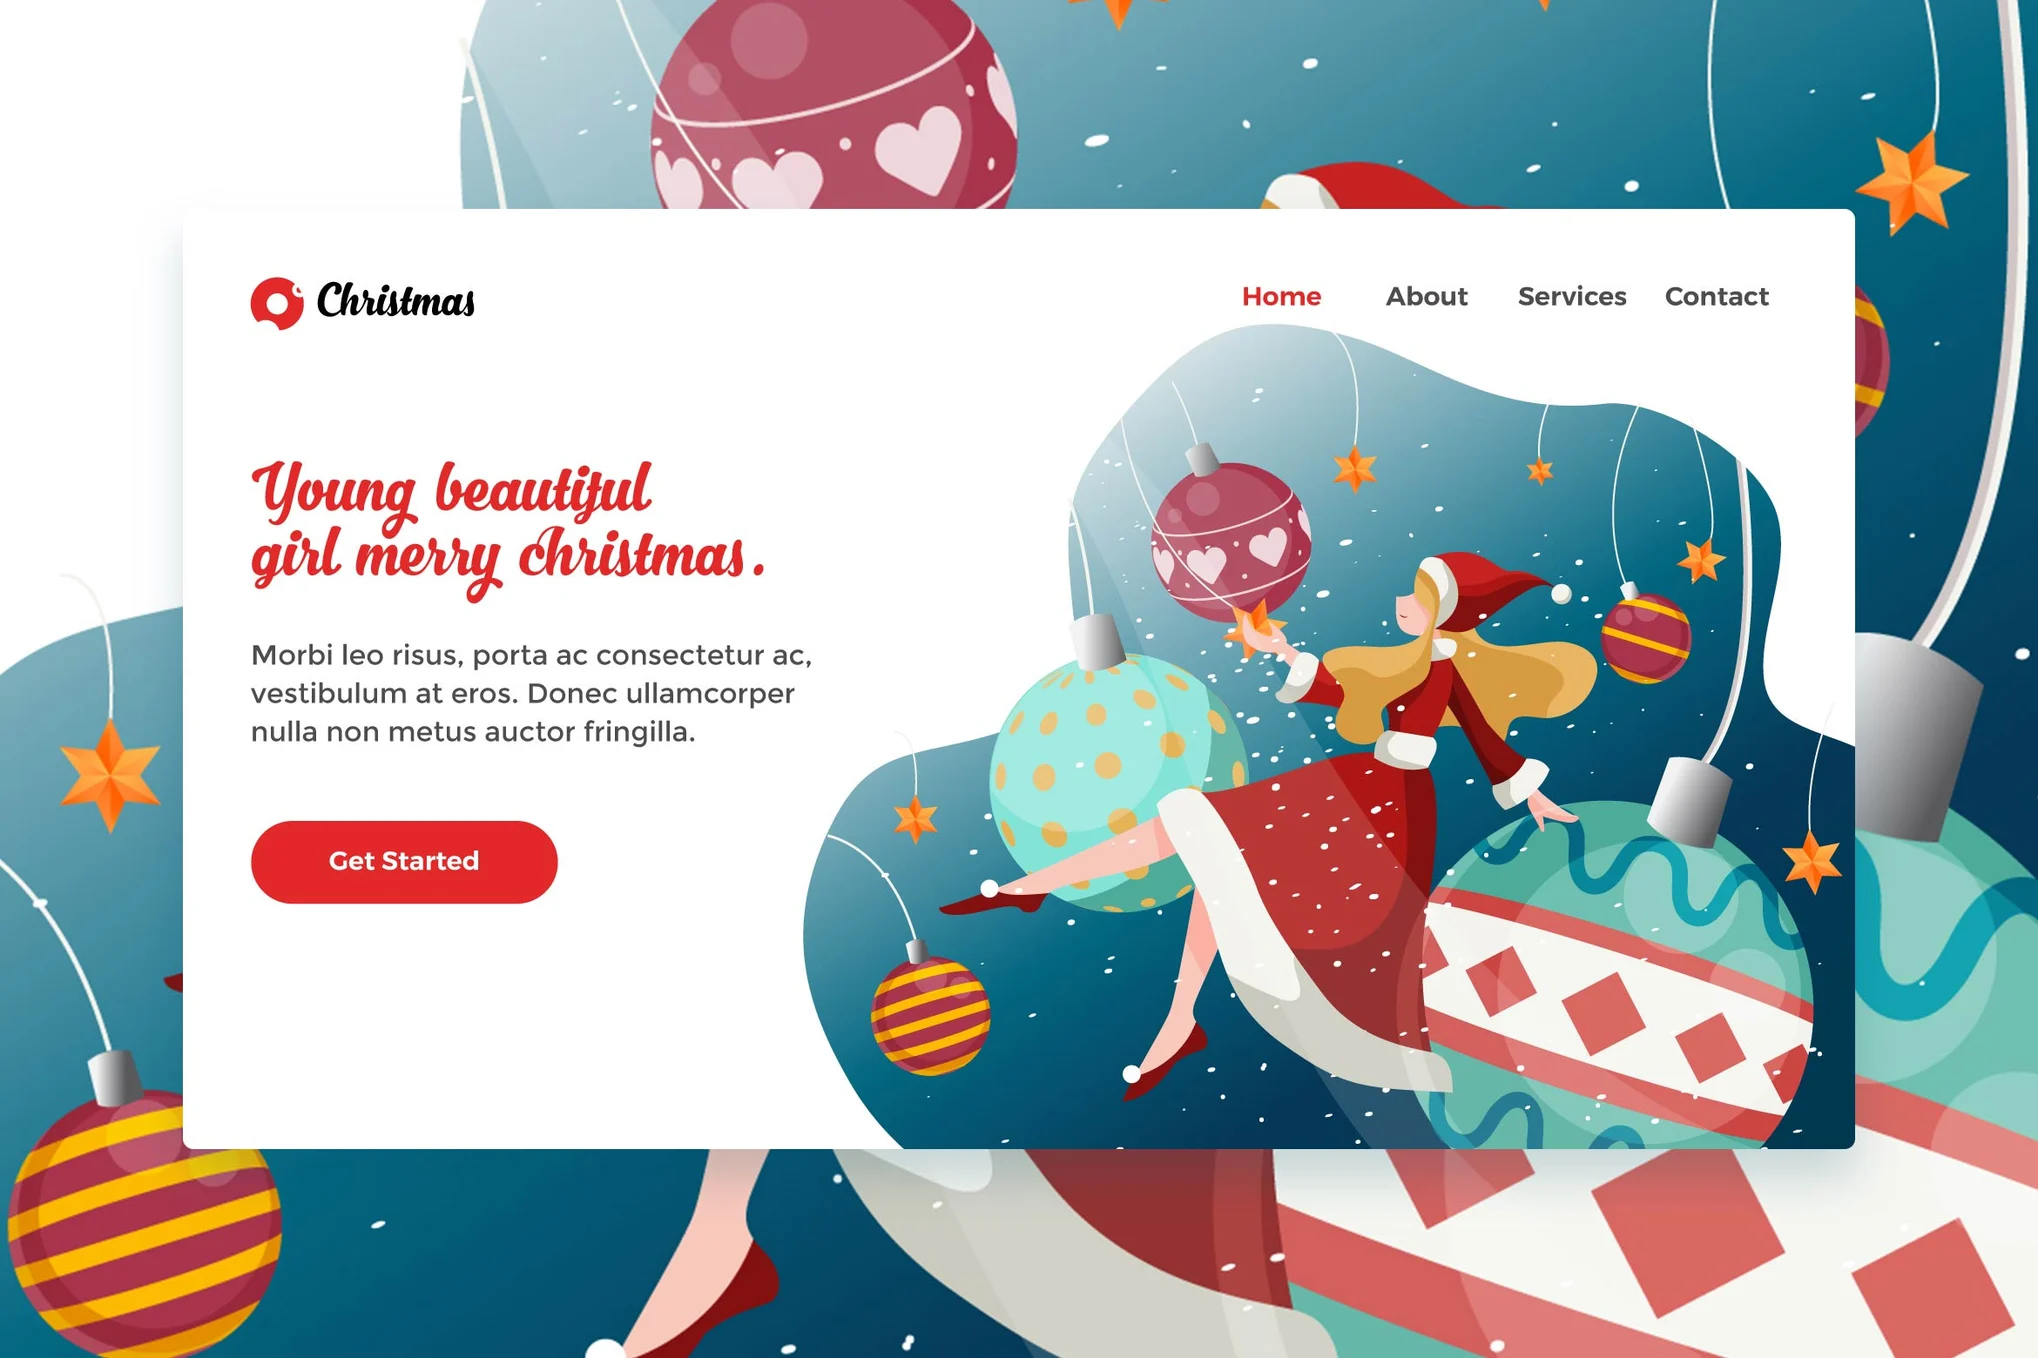 Christmas
Home About Services Contact
Young beautiful
girl merry christmas.
Morbi leo risus, porta ac consectetur ac,
vestibulum at eros. Donec ullamcorper
nulla non metus auctor fringilla.
Get Started